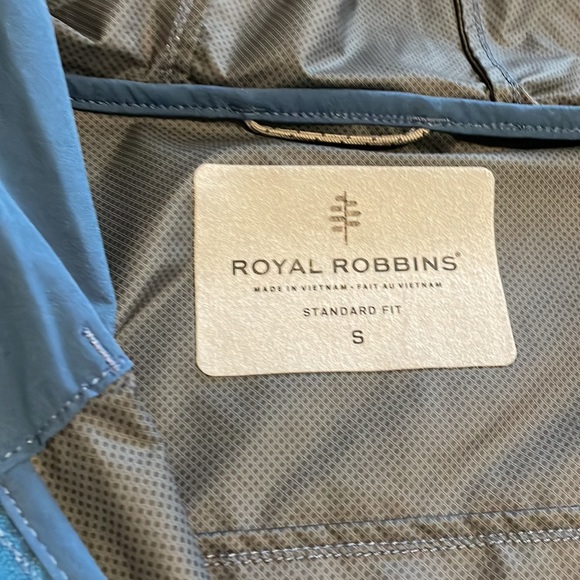 ROYAL ROBBINS®
MADE IN VIETNAM • FAIT AU VIETNAM
STANDARD FIT
S